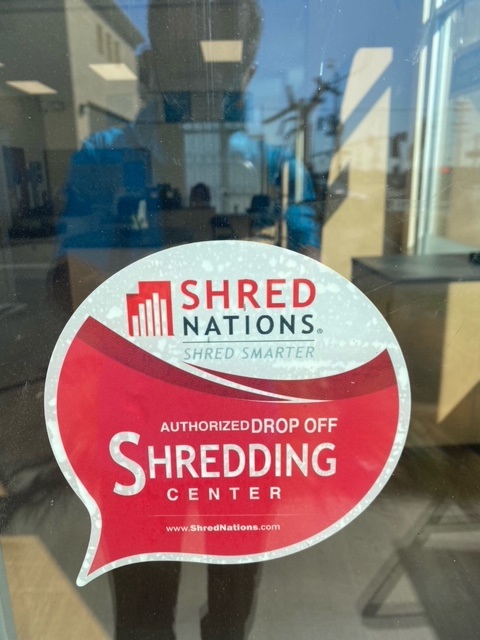 SHRED
NATIONS®
SHRED SMARTER
AUTHORIZED DROP OFF
SHREDDING
CENTER
www.ShredNations.com